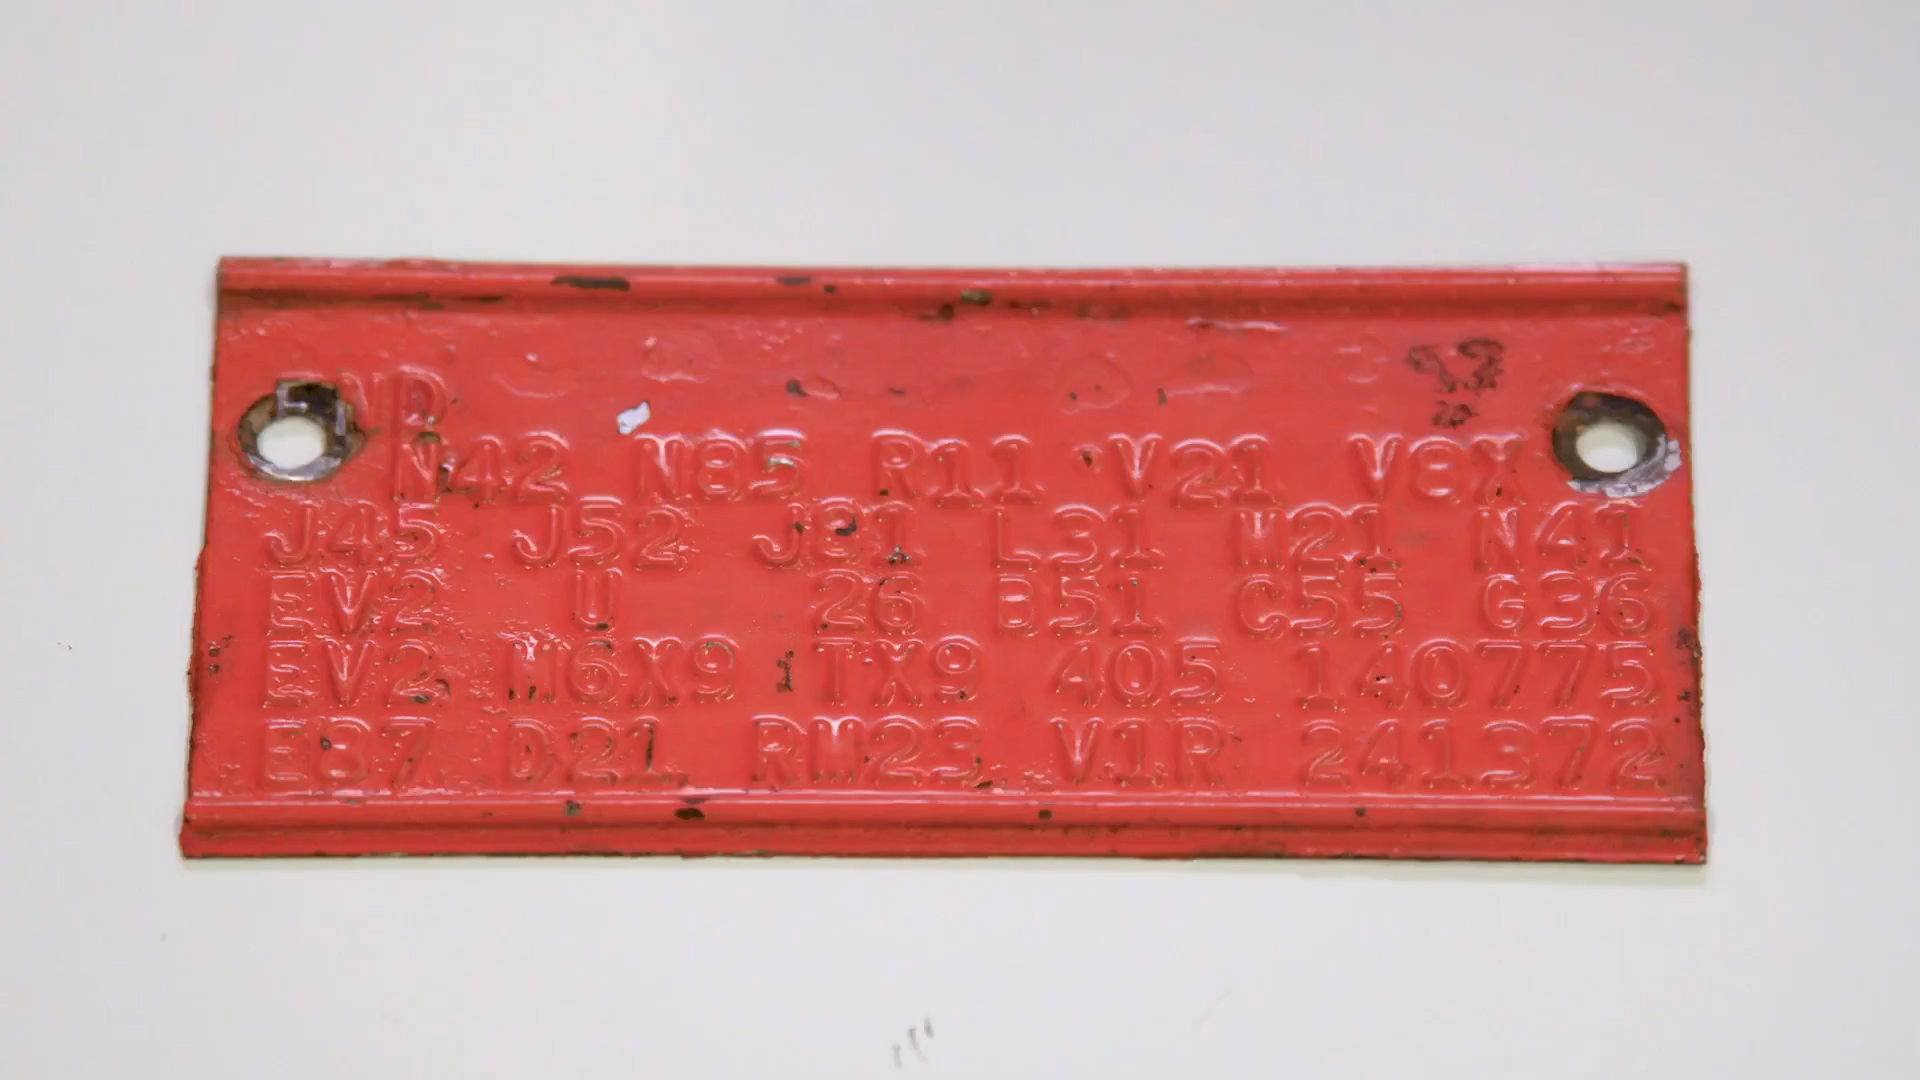 END
N42 N85 R11 V21 V8X
J45 J52 J81 L31 M21 N41
EV2 U 26 B51 C55 G36
EV2 M6X9 TX9 405 140775
E87 D21 RM23 V1R 241372